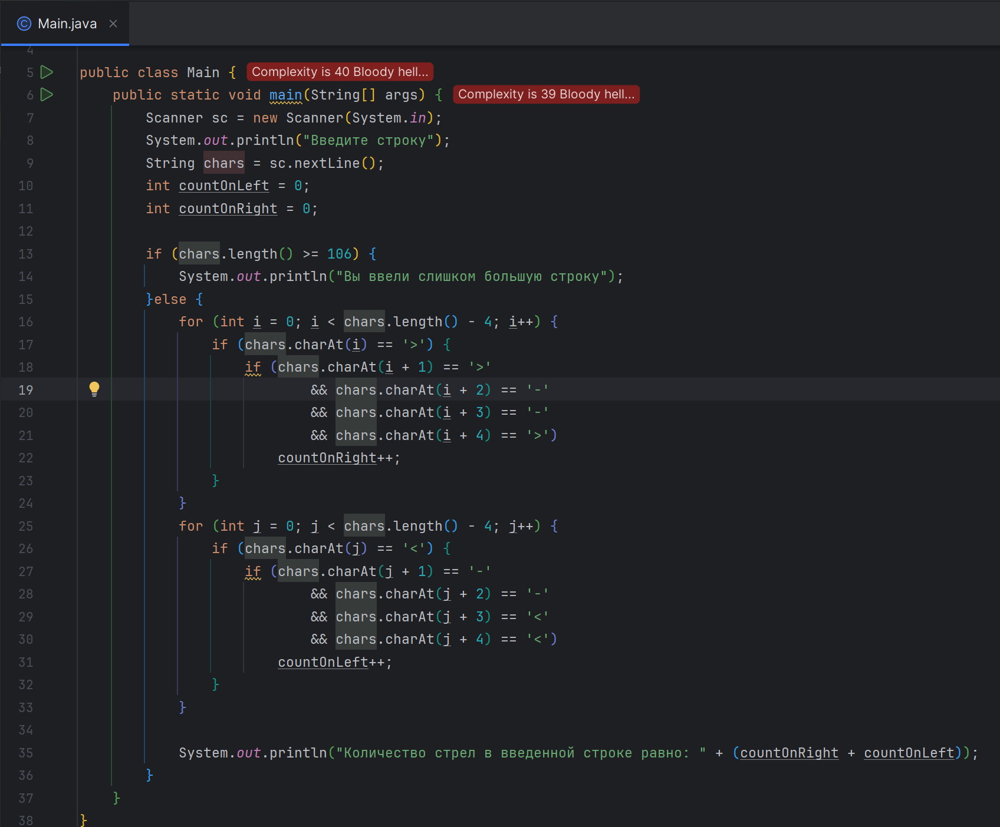 Main.java
4
5 public class Main { Complexity is 40 Bloody hell...
6 public static void main(String[] args) { Complexity is 39 Bloody hell...
7 Scanner sc = new Scanner(System.in);
8 System.out.println("Введите строку");
9 String chars = sc.nextLine();
10 int countOnLeft = 0;
11 int countOnRight = 0;
12
13 if (chars.length() >= 106) {
14 System.out.println("Вы ввели слишком большую строку");
15 }else {
16 for (int i = 0; i < chars.length() - 4; i++) {
17 if (chars.charAt(i) == '>') {
18 if (chars.charAt(i + 1) == '>'
19 && chars.charAt(i + 2) == '-'
20 && chars.charAt(i + 3) == '-'
21 && chars.charAt(i + 4) == '>')
22 countOnRight++;
23 }
24 }
25 for (int j = 0; j < chars.length() - 4; j++) {
26 if (chars.charAt(j) == '<') {
27 if (chars.charAt(j + 1) == '-'
28 && chars.charAt(j + 2) == '-'
29 && chars.charAt(j + 3) == '<'
30 && chars.charAt(j + 4) == '<')
31 countOnLeft++;
32 }
33 }
34
35 System.out.println("Количество стрел в введенной строке равно: " + (countOnRight + countOnLeft));
36 }
37 }
38 }